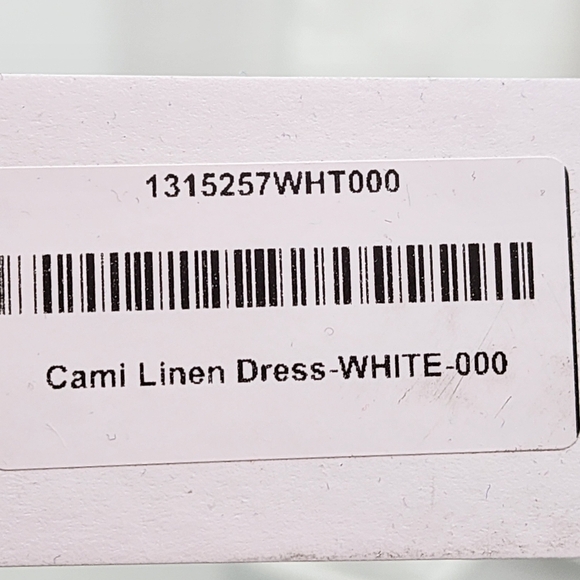 1315257WHT000
Cami Linen Dress-WHITE-000